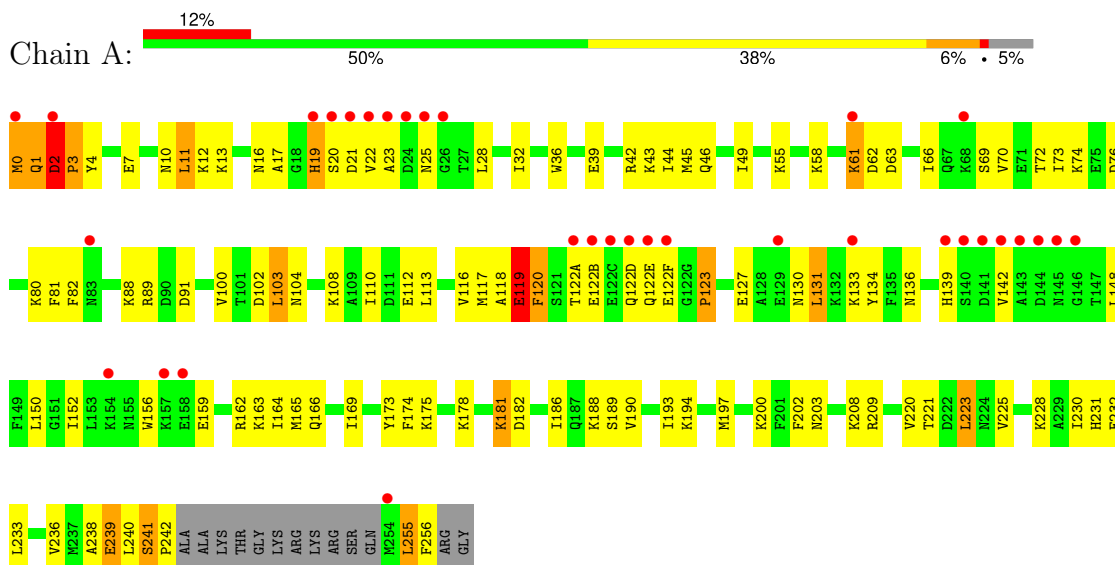 12%
Chain A:
50% 38% 6% • 5%
M0 Q1 D2 P3 Y4 E7 N10 L11 K12 K13 N16 A17 G18 H19 S20 D21 V22 A23 D24 N25 G26 T27 L28 I32 W36 E39 R42 K43 I44 M45 Q46 I49 K55 K58 K61 D62 D63 I66 Q67 K68 S69 V70 E71 T72 I73 K74 E75
K80 F81 F82 N83 K88 R89 D90 D91 V100 T101 D102 L103 N104 K108 A109 I110 D111 E112 L113 V116 M117 A118 E119 F120 S121 T122A E122B E122C Q122D Q122E E122F G122G P123 E127 A128 E129 N130 L131 K132 K133 Y134 F135 N136 H139 S140 D141 V142 A143 D144 N145 G146 T147 L148
F149 L150 G151 I152 L153 K154 N155 W156 K157 E158 E159 R162 K163 I164 M165 Q166 I169 Y173 F174 K175 K178 K181 D182 I186 Q187 K188 S189 V190 I193 K194 M197 K200 F201 F202 N203 K208 R209 V220 T221 D222 L223 N224 V225 K228 A229 I230 H231
L233 V236 M237 A238 E239 L240 S241 P242 ALA ALA LYS THR GLY LYS ARG LYS ARG SER GLN M254 L255 F256 ARG GLY